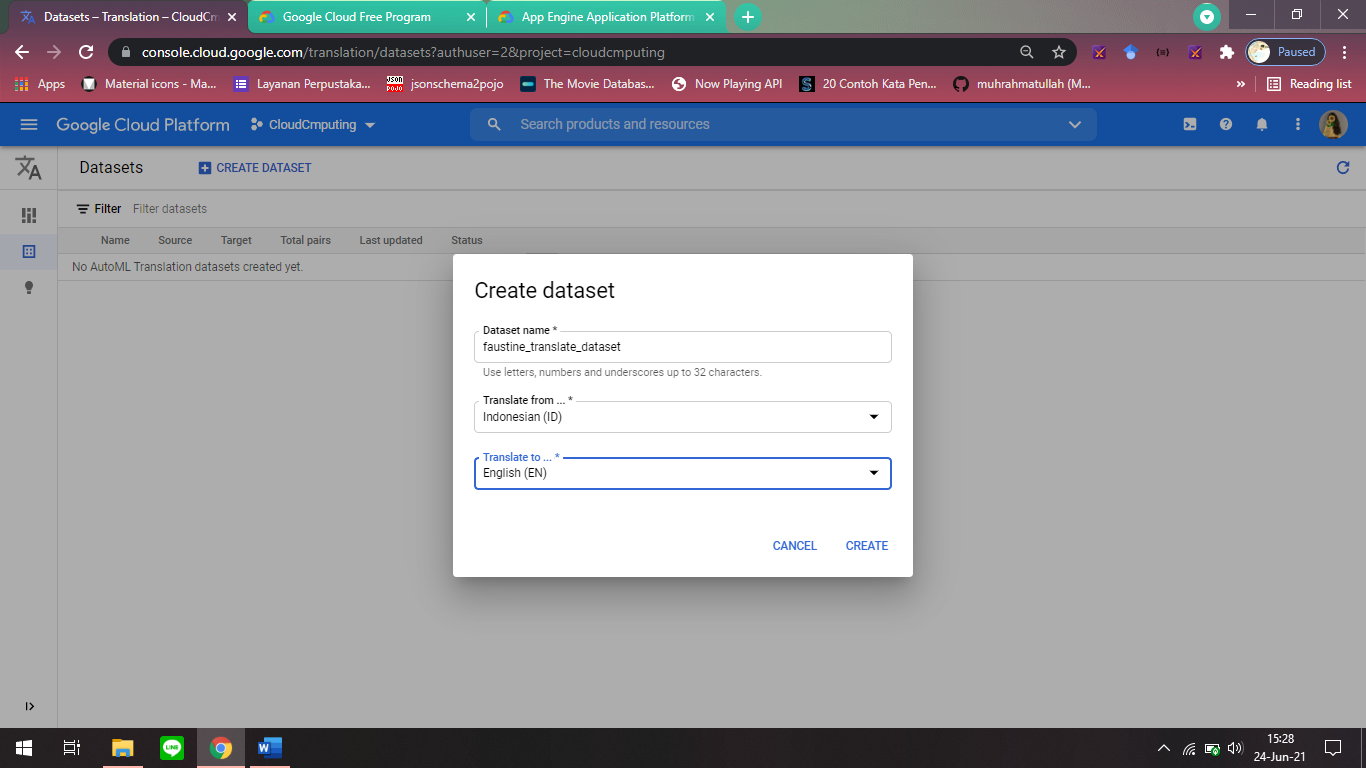 Datasets – Translation – CloudCm
Google Cloud Free Program
App Engine Application Platform
console.cloud.google.com/translation/datasets?authuser=2&project=cloudcmputing
Paused
Apps
Material icons - Ma...
Layanan Perpustaka...
JSON POJO
jsonschema2pojo
The Movie Databas...
Now Playing API
20 Contoh Kata Pen...
muhrahmatullah (M...
»
Reading list
Google Cloud Platform
CloudCmputing
Search products and resources
Datasets
CREATE DATASET
Filter
Filter datasets
Name Source Target Total pairs Last updated Status
No AutoML Translation datasets created yet.
Create dataset
Dataset name *
faustine_translate_dataset
Use letters, numbers and underscores up to 32 characters.
Translate from ... *
Indonesian (ID)
Translate to ... *
English (EN)
CANCEL CREATE
LINE
15:28
24-Jun-21